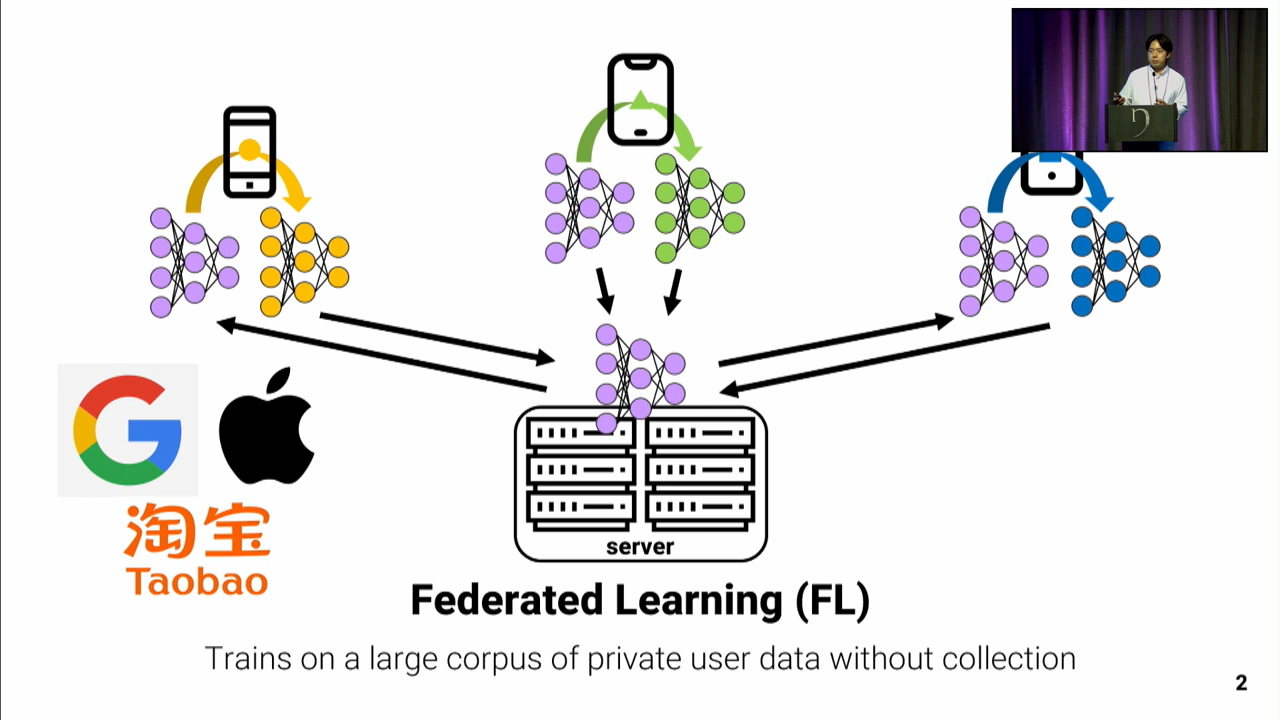 淘宝
Taobao
server
Federated Learning (FL)
Trains on a large corpus of private user data without collection
2